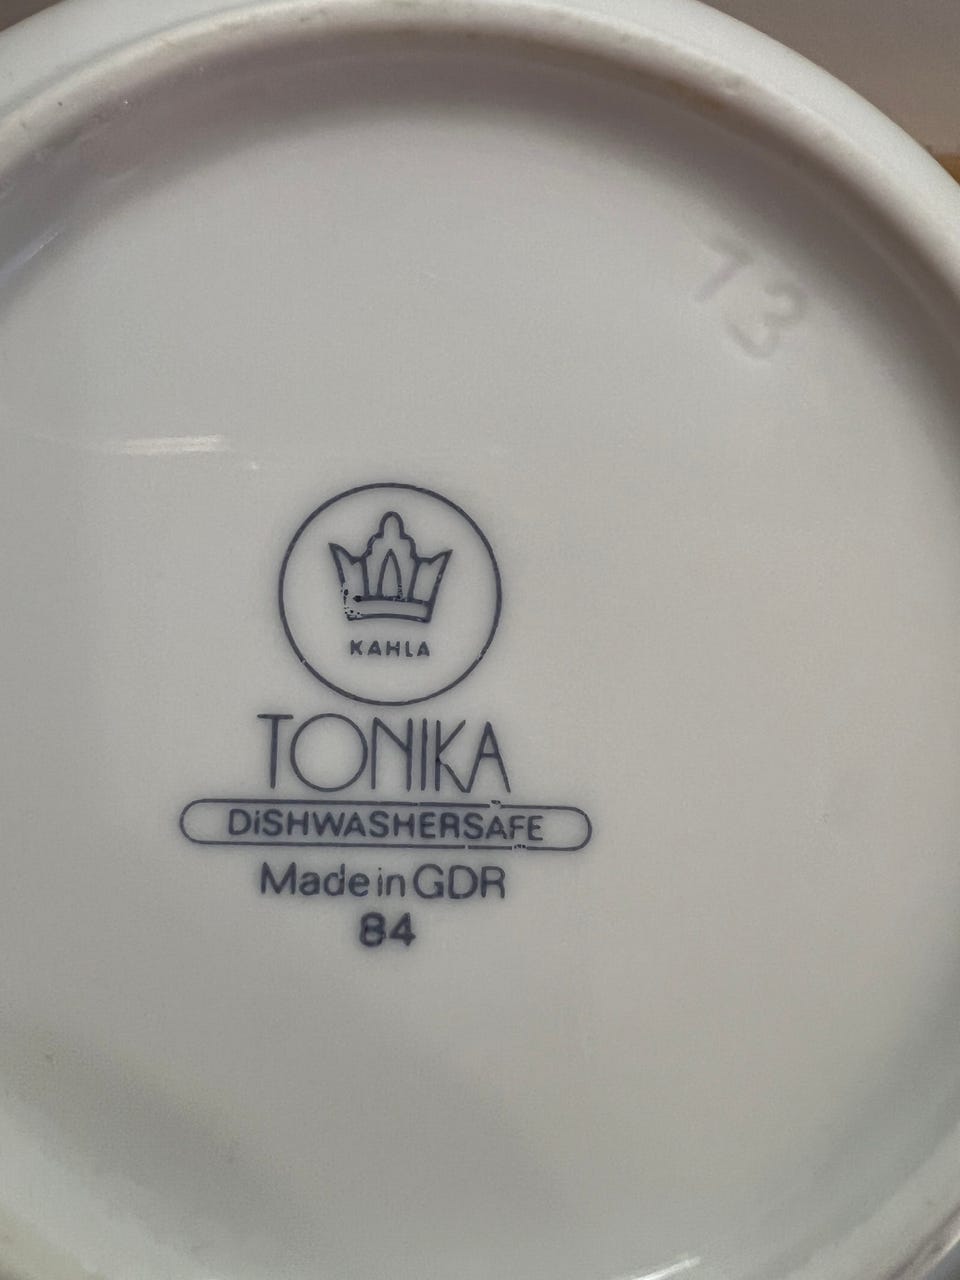 73
KAHLA
TONIKA
DiSHWASHERSAFE
Made in GDR
84